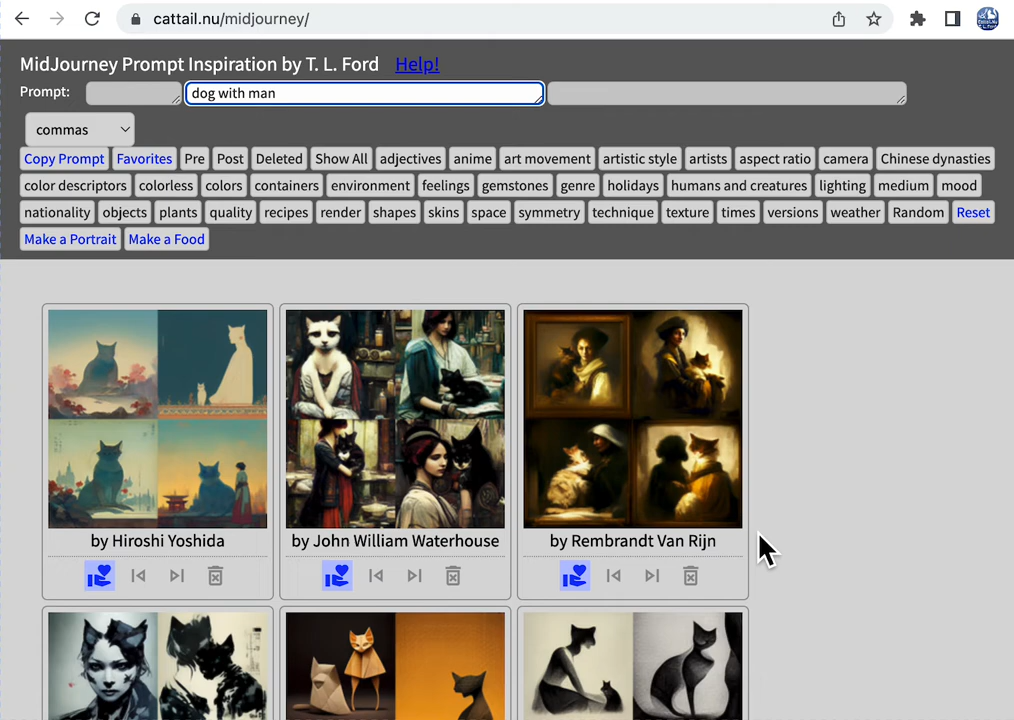 cattail.nu/midjourney/
MidJourney Prompt Inspiration by T. L. Ford Help!
Prompt: dog with man
commas
Copy Prompt Favorites Pre Post Deleted Show All adjectives anime art movement artistic style artists aspect ratio camera Chinese dynasties
color descriptors colorless colors containers environment feelings gemstones genre holidays humans and creatures lighting medium mood
nationality objects plants quality recipes render shapes skins space symmetry technique texture times versions weather Random Reset
Make a Portrait Make a Food
by Hiroshi Yoshida by John William Waterhouse by Rembrandt Van Rijn